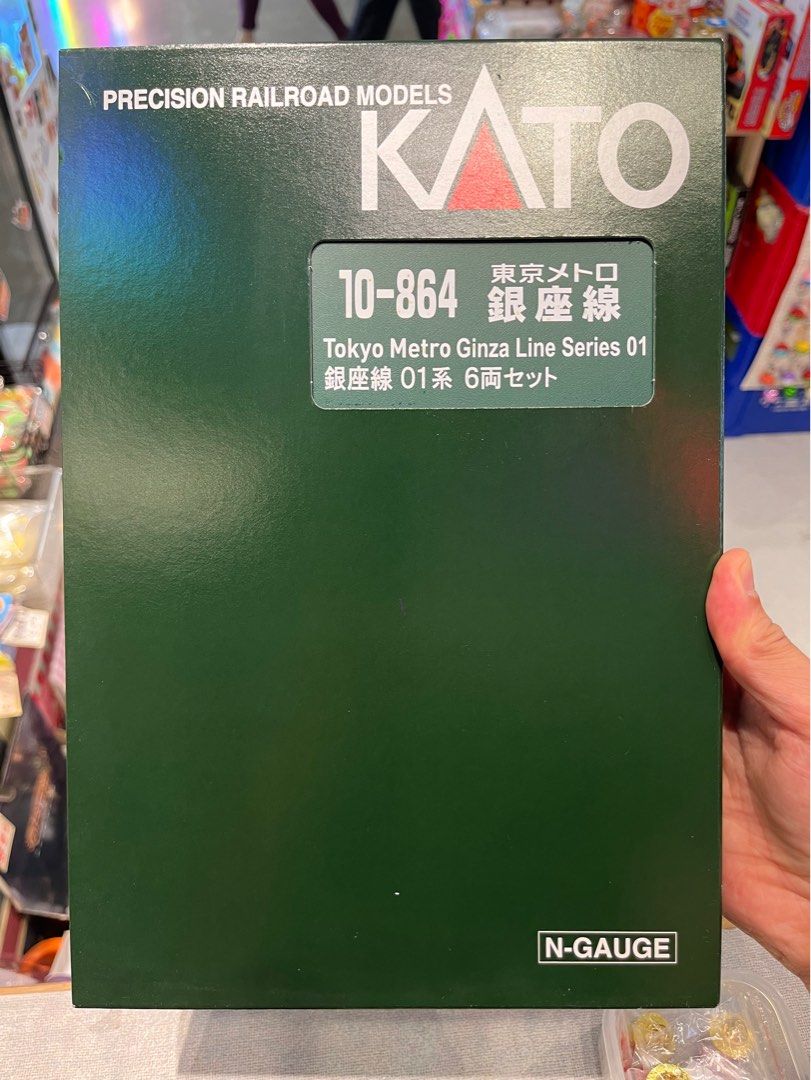 PRECISION RAILROAD MODELS
KATO
10-864
東京メトロ
銀座線
Tokyo Metro Ginza Line Series 01
銀座線 01系 6両セット
N-GAUGE